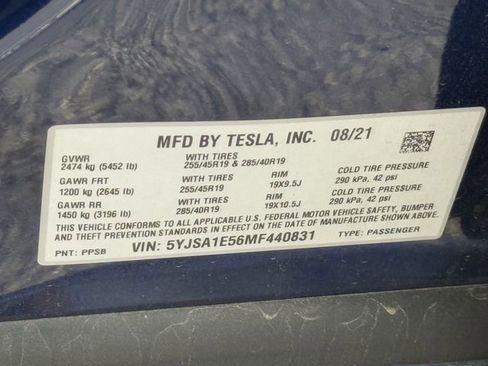 MFD BY TESLA, INC. 08/21
GVWR WITH TIRES
2474 kg (5452 lb) 255/45R19 & 285/40R19
GAWR FRT WITH TIRES RIM COLD TIRE PRESSURE
1200 kg (2645 lb) 255/45R19 19X9.5J 290 kPa, 42 psi
GAWR RR WITH TIRES RIM COLD TIRE PRESSURE
1450 kg (3196 lb) 285/40R19 19X10.5J 290 kPa, 42 psi
THIS VEHICLE CONFORMS TO ALL APPLICABLE U.S. FEDERAL MOTOR VEHICLE SAFETY, BUMPER,
AND THEFT PREVENTION STANDARDS IN EFFECT ON THE DATE OF MANUFACTURE SHOWN ABOVE.
VIN: 5YJSA1E56MF440831
PNT: PPSB TYPE: PASSENGER